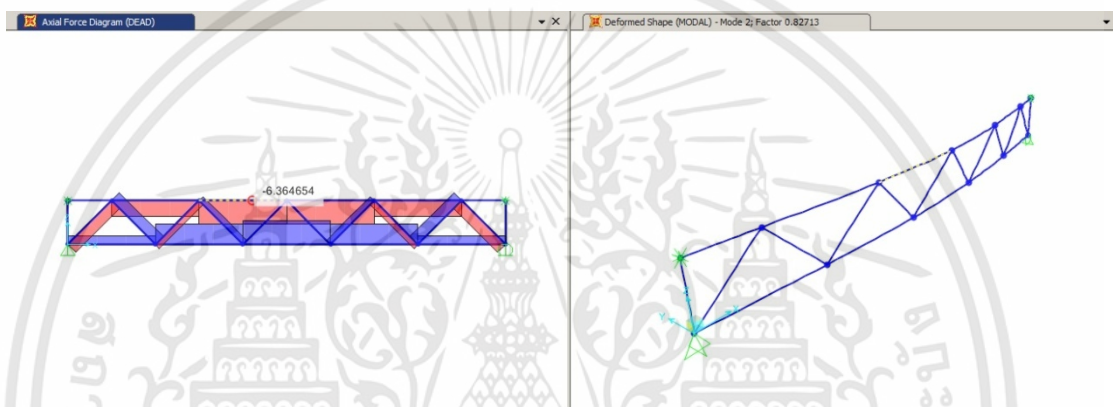 Axial Force Diagram (DEAD)
Deformed Shape (MODAL) - Mode 2; Factor 0.82713
-6.364654
Y
X